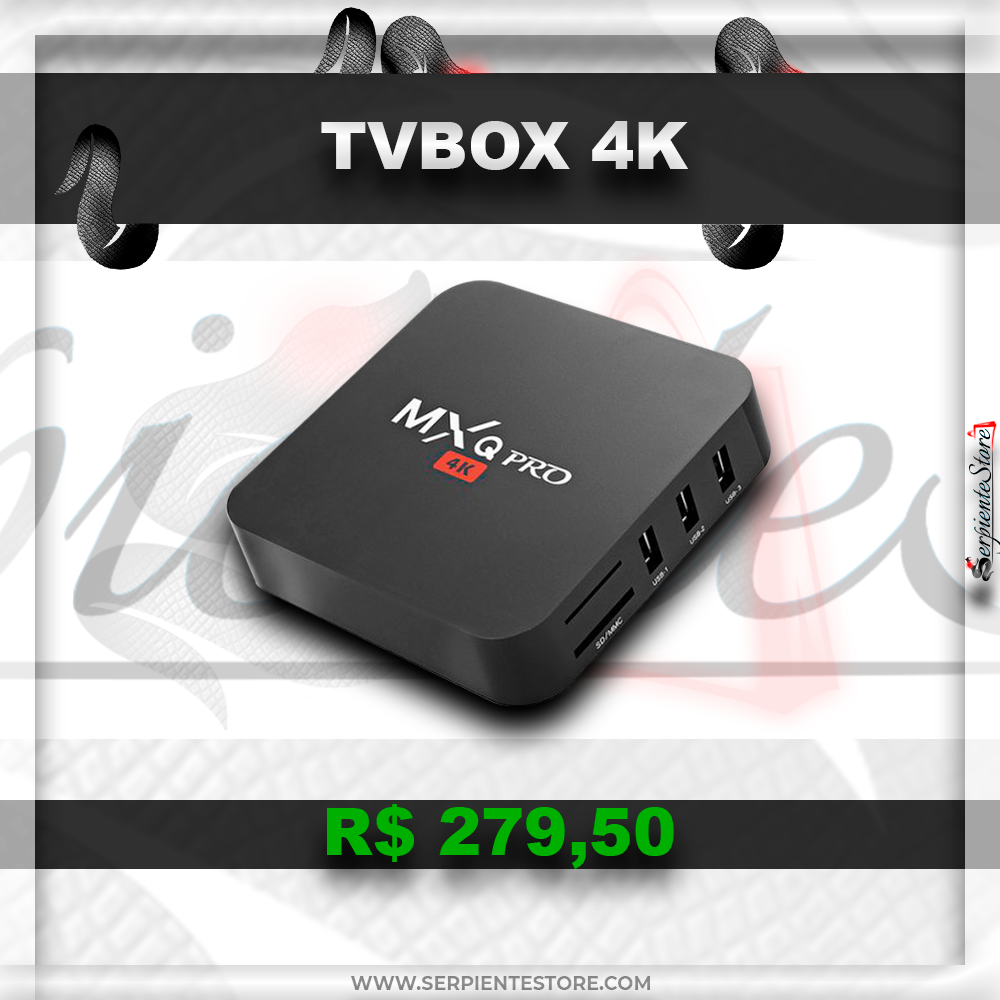 TVBOX 4K
MXQ PRO
4K
USB-3
USB-2
USB-1
SD/MMC
SerpienteStore
R$ 279,50
WWW.SERPIENTESTORE.COM